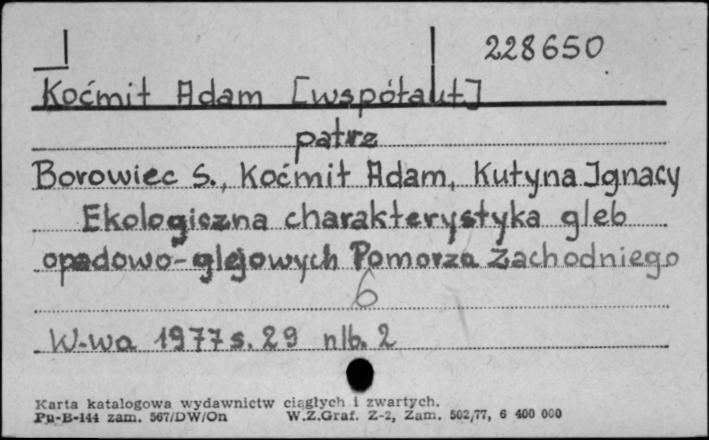 228650
Koćmit Adam [współaut]
patrz
Borowiec S., Koćmit Adam, Kutyna Ignacy
Ekologiczna charakterystyka gleb
opadowo-glejowych Pomorza Zachodniego
6
W-wa 1977 s. 29 nlb. 2
Karta katalogowa wydawnictw ciągłych i zwartych.
Pu-B-144 zam. 567/DW/On W.Z.Graf. Z-2, Zam. 502/77, 6 400 000